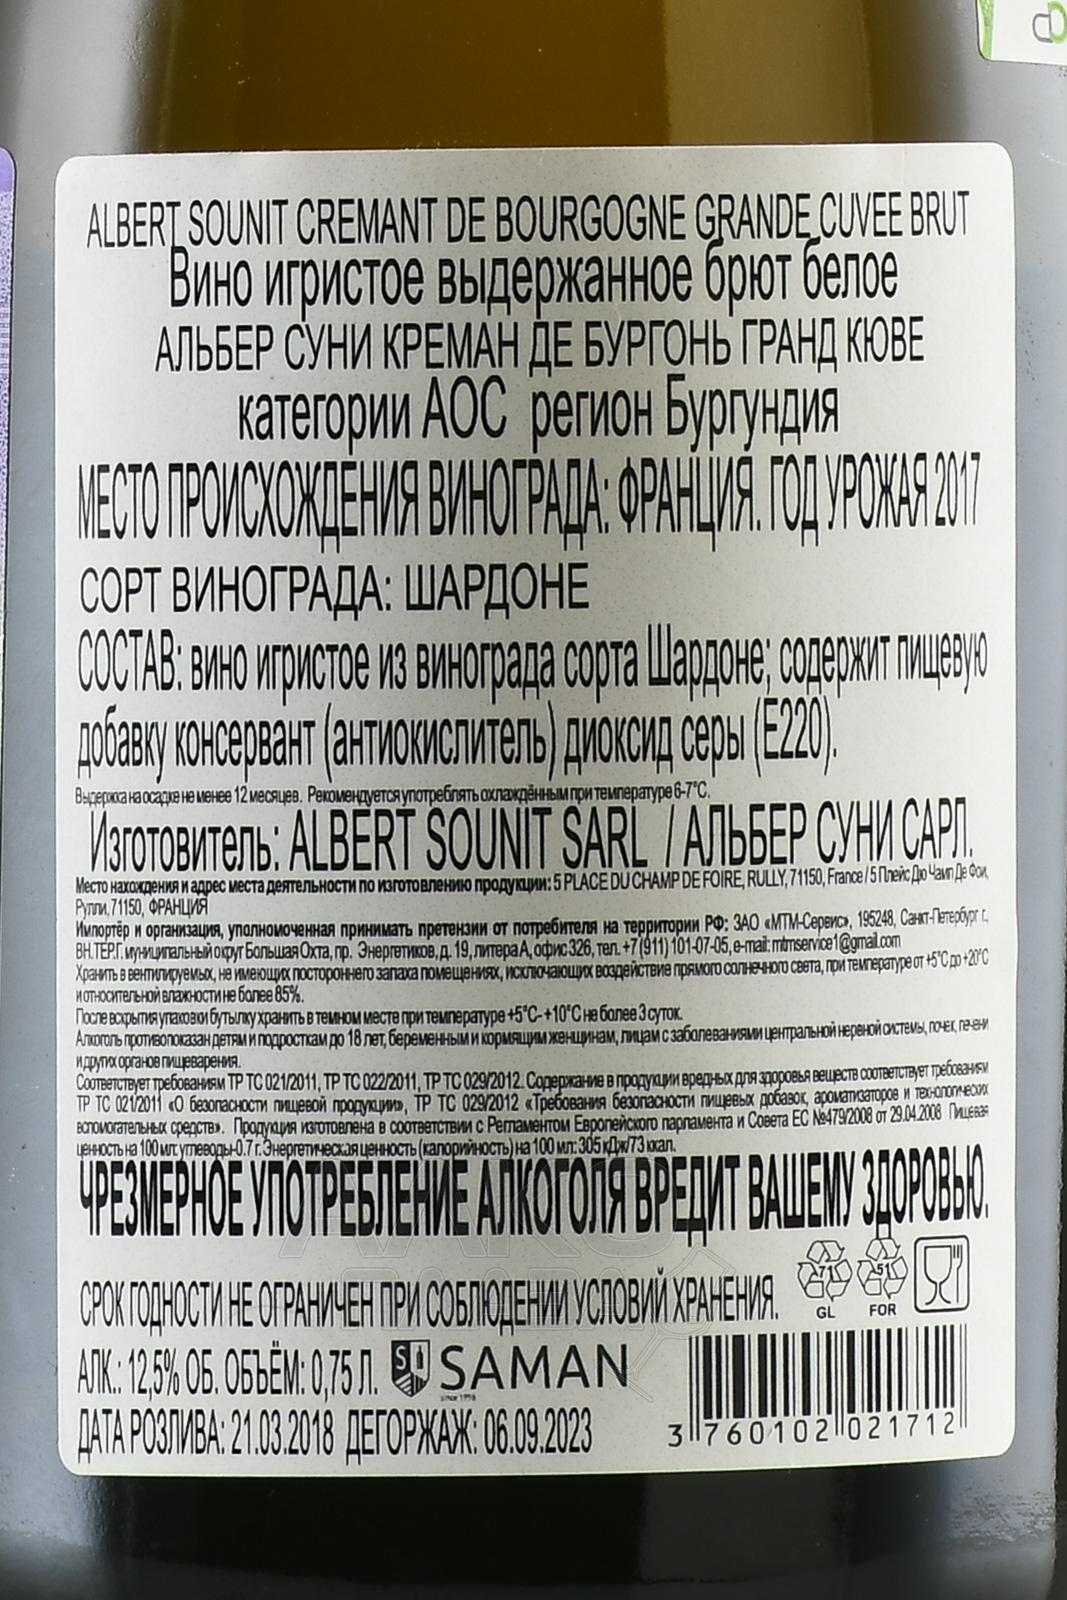 ALBERT SOUNIT CREMANT DE BOURGOGNE GRANDE CUVEE BRUT
Вино игристое выдержанное брют белое
АЛЬБЕР СУНИ КРЕМАН ДЕ БУРГОНЬ ГРАНД КЮВЕ
категории АОС регион Бургундия
МЕСТО ПРОИСХОЖДЕНИЯ ВИНОГРАДА: ФРАНЦИЯ. ГОД УРОЖАЯ 2017
СОРТ ВИНОГРАДА: ШАРДОНЕ
СОСТАВ: вино игристое из винограда сорта Шардоне; содержит пищевую
добавку консервант (антиокислитель) диоксид серы (Е220).
Выдержка на осадке не менее 12 месяцев. Рекомендуется употреблять охлаждённым при температуре 6-7°С.
Изготовитель: ALBERT SOUNIT SARL / АЛЬБЕР СУНИ САРЛ.
Место нахождения и адрес места деятельности по изготовлению продукции: 5 PLACE DU CHAMP DE FOIRE, RULLY, 71150, France / 5 Плейс Дю Чамп Де Фои,
Рулли, 71150, ФРАНЦИЯ
Импортёр и организация, уполномоченная принимать претензии от потребителя на территории РФ: ЗАО «МТМ-Сервис», 195248, Санкт-Петербург г.,
ВН.ТЕР.Г. муниципальный округ Большая Охта, пр. Энергетиков, д. 19, литера А, офис 326, тел. +7 (911) 101-07-05, e-mail: mtmservice1@gmail.com
Хранить в вентилируемых, не имеющих постороннего запаха помещениях, исключающих воздействие прямого солнечного света, при температуре от +5°С до +20°С
и относительной влажности не более 85%.
После вскрытия упаковки бутылку хранить в темном месте при температуре +5°С- +10°С не более 3 суток.
Алкоголь противопоказан детям и подросткам до 18 лет, беременным и кормящим женщинам, лицам с заболеваниями центральной нервной системы, почек, печени
и других органов пищеварения.
Соответствует требованиям ТР ТС 021/2011, ТР ТС 022/2011, ТР ТС 029/2012. Содержание в продукции вредных для здоровья веществ соответствует требованиям
ТР ТС 021/2011 «О безопасности пищевой продукции», ТР ТС 029/2012 «Требования безопасности пищевых добавок, ароматизаторов и технологических
вспомогательных средств». Продукция изготовлена в соответствии с Регламентом Европейского парламента и Совета ЕС №479/2008 от 29.04.2008 Пищевая
ценность на 100 мл: углеводы-0.7 г. Энергетическая ценность (калорийность) на 100 мл: 305 кДж/73 ккал.
ЧРЕЗМЕРНОЕ УПОТРЕБЛЕНИЕ АЛКОГОЛЯ ВРЕДИТ ВАШЕМУ ЗДОРОВЬЮ.
СРОК ГОДНОСТИ НЕ ОГРАНИЧЕН ПРИ СОБЛЮДЕНИИ УСЛОВИЙ ХРАНЕНИЯ.
71 51
GL FOR
АЛК.: 12,5% ОБ. ОБЪЁМ: 0,75 Л. SAMAN
since 1998
ДАТА РОЗЛИВА: 21.03.2018 ДЕГОРЖАЖ: 06.09.2023
3 760102 021712